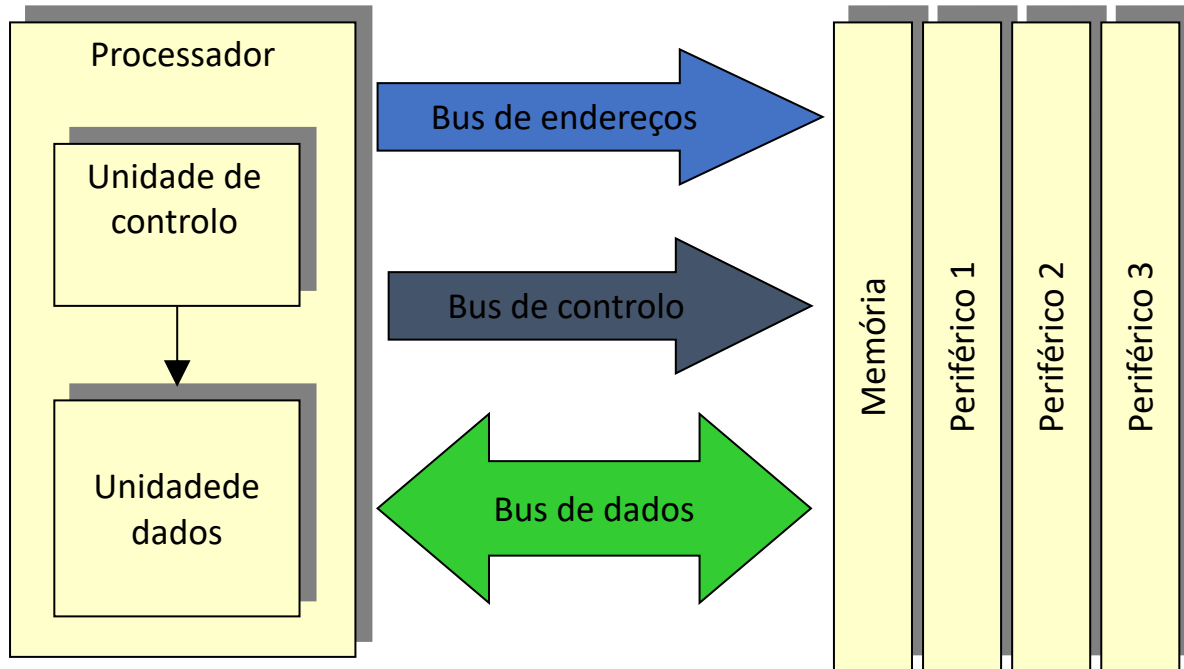 Processador
Unidade de
controlo
Unidadede
dados
Bus de endereços
Bus de controlo
Bus de dados
Memória
Periférico 1
Periférico 2
Periférico 3